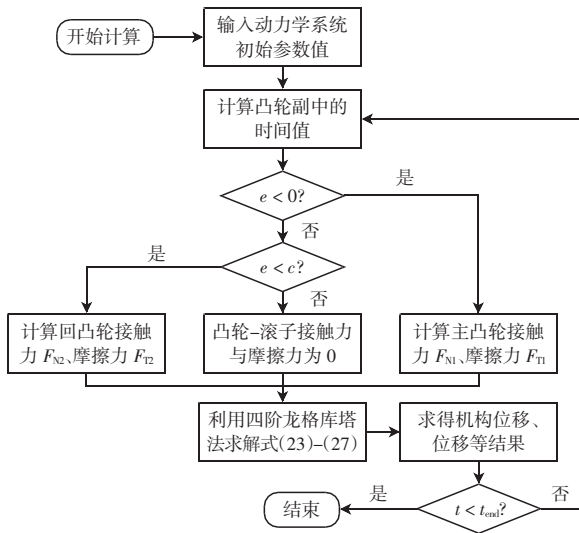 开始计算
输入动力学系统
初始参数值
计算凸轮副中的
时间值
e < 0?
是
否
e < c?
是
否
计算回凸轮接触
力 F_N2、摩擦力 F_T2
凸轮–滚子接触力
与摩擦力为 0
计算主凸轮接触
力 F_N1、摩擦力 F_T1
利用四阶龙格库塔
法求解式(23)–(27)
求得机构位移、
位移等结果
t < t_end?
是
否
结束